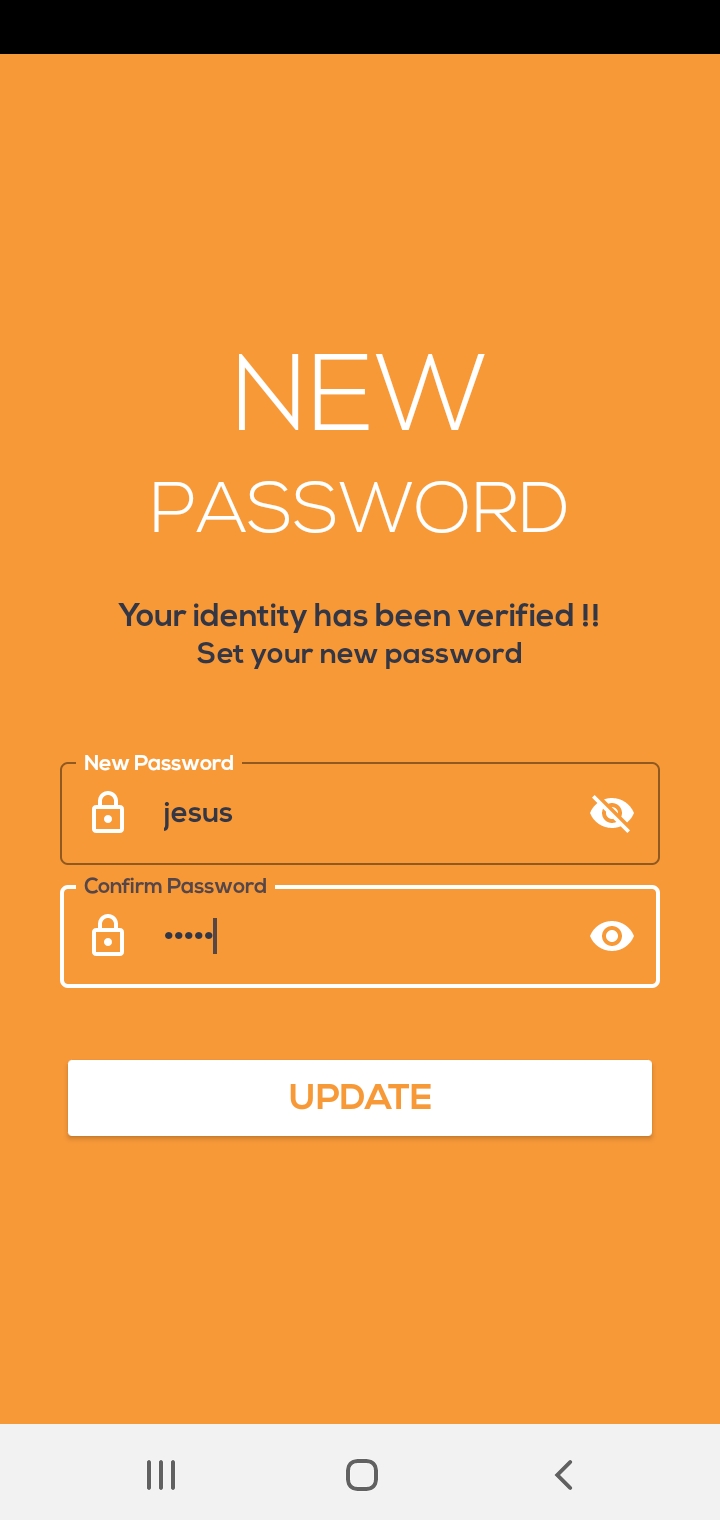 NEW
PASSWORD
Your identity has been verified !!
Set your new password
New Password
jesus
Confirm Password
•••••
UPDATE